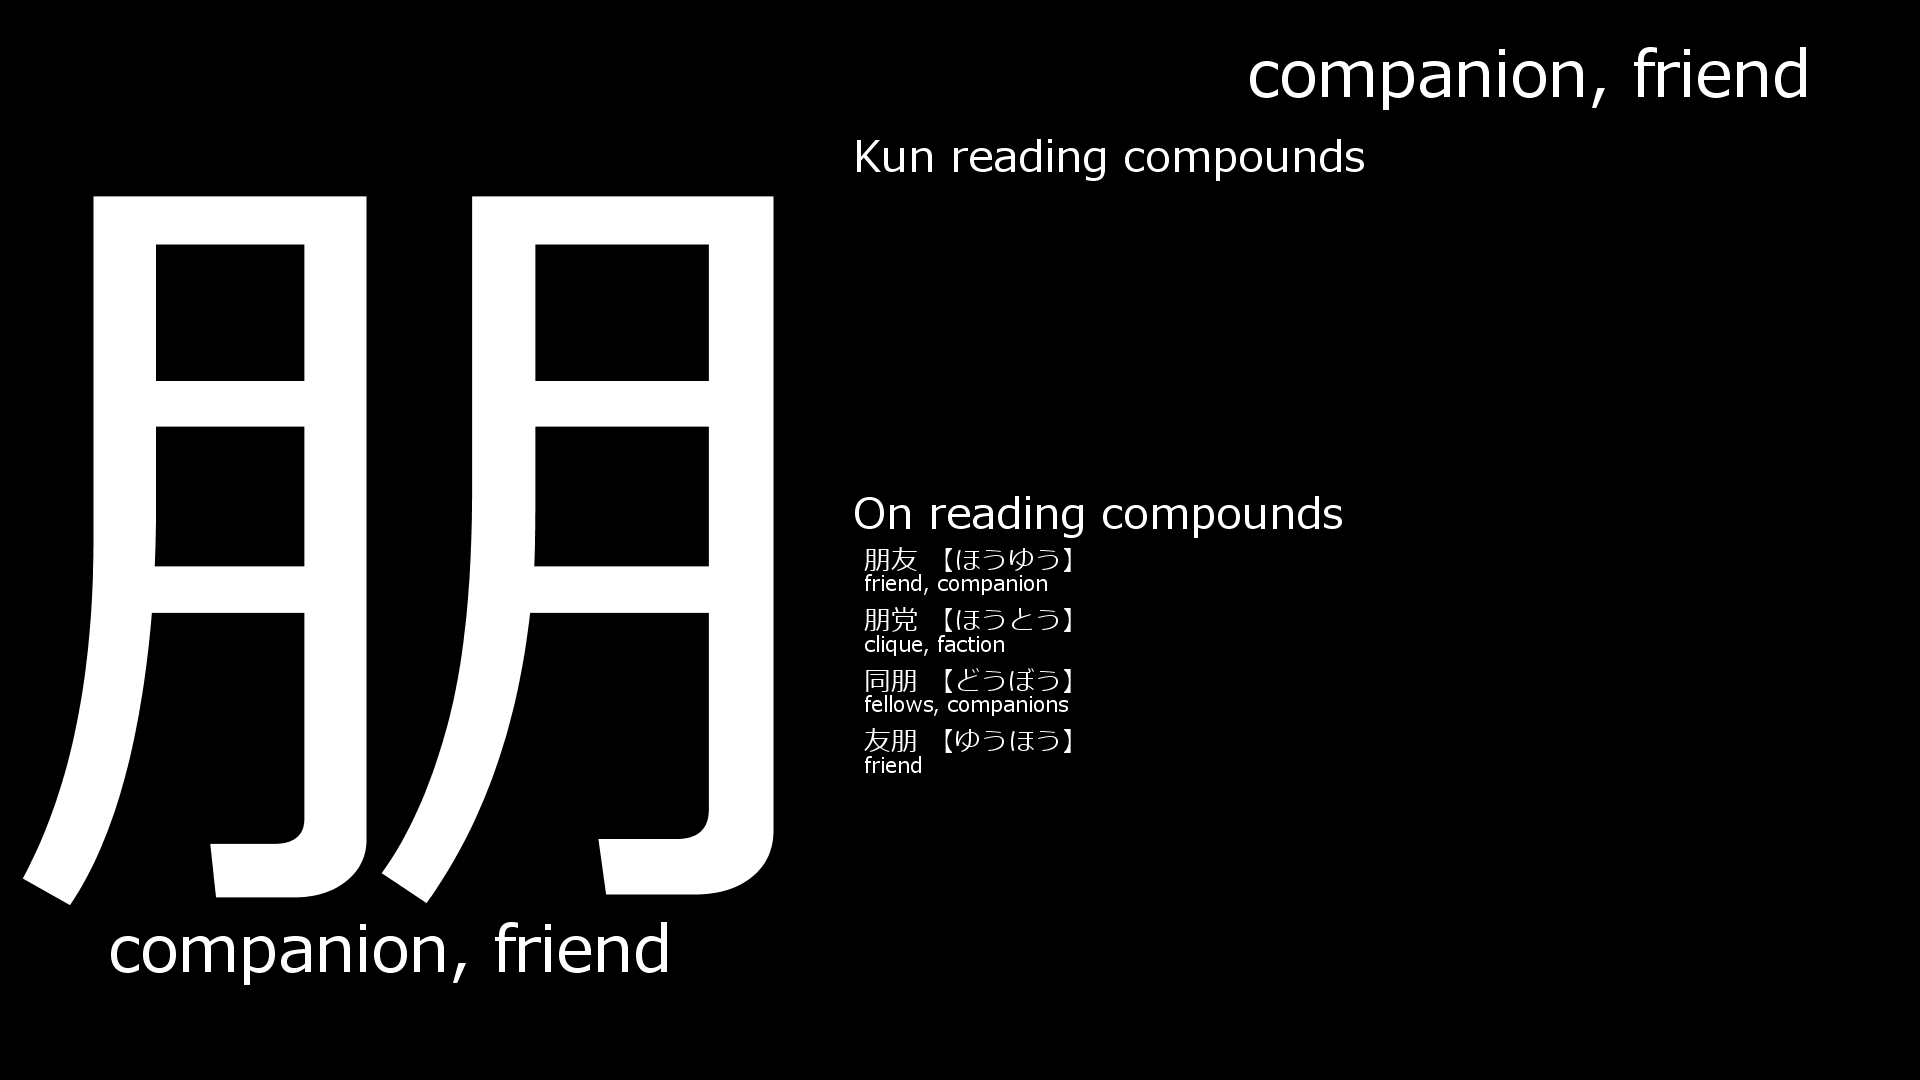 朋
companion, friend
companion, friend
Kun reading compounds
On reading compounds
朋友 【ほうゆう】
friend, companion
朋党 【ほうとう】
clique, faction
同朋 【どうぼう】
fellows, companions
友朋 【ゆうほう】
friend